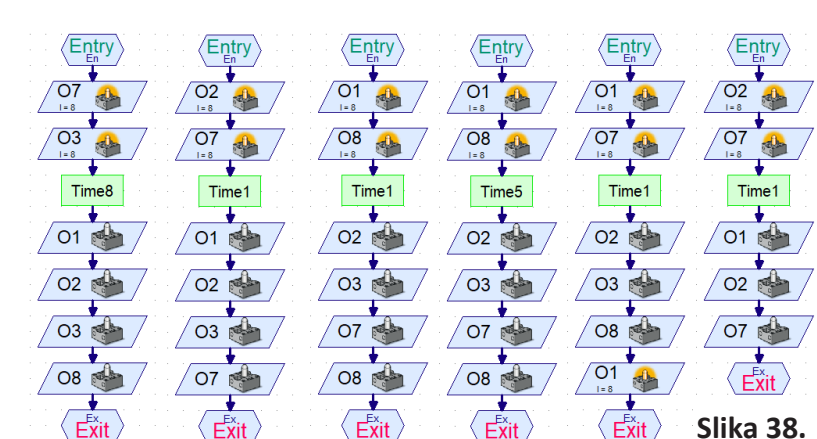 Entry
En
O7
I = 8
O3
I = 8
Time8
O1
O2
O3
O8
Ex
Exit
Entry
En
O2
I = 8
O7
I = 8
Time1
O1
O2
O3
O7
Ex
Exit
Entry
En
O1
I = 8
O8
I = 8
Time1
O2
O3
O7
O8
Ex
Exit
Entry
En
O1
I = 8
O8
I = 8
Time5
O2
O3
O7
O8
Ex
Exit
Entry
En
O1
I = 8
O7
I = 8
Time1
O2
O3
O8
O1
I = 8
Ex
Exit
Entry
En
O2
I = 8
O7
I = 8
Time1
O1
O2
O7
Ex
Exit
Slika 38.